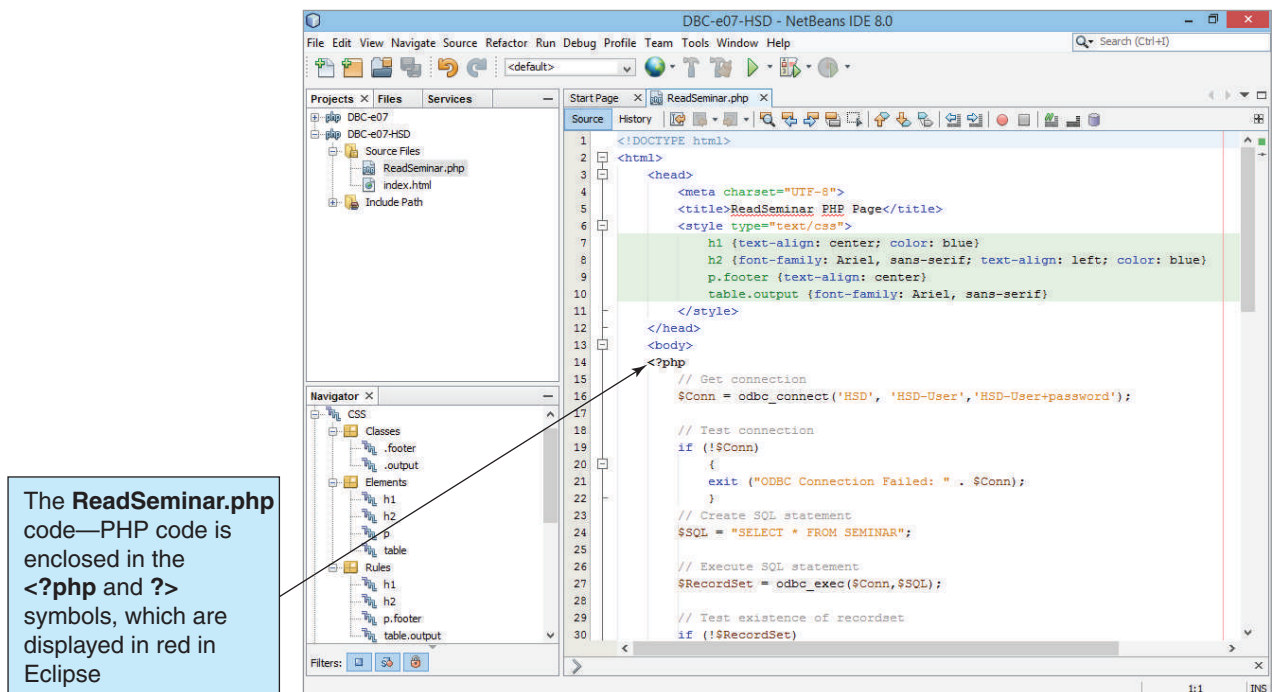 DBC-e07-HSD - NetBeans IDE 8.0
File Edit View Navigate Source Refactor Run Debug Profile Team Tools Window Help
Search (Ctrl+I)
<default>
Projects × Files Services
php DBC-e07
php DBC-e07-HSD
Source Files
ReadSeminar.php
index.html
Include Path
Navigator ×
CSS
Classes
.footer
.output
Elements
h1
h2
p
table
Rules
h1
h2
p.footer
table.output
Filters:
Start Page × ReadSeminar.php ×
Source History
1 <!DOCTYPE html>
2 <html>
3 <head>
4 <meta charset="UTF-8">
5 <title>ReadSeminar PHP Page</title>
6 <style type="text/css">
7 h1 {text-align: center; color: blue}
8 h2 {font-family: Ariel, sans-serif; text-align: left; color: blue}
9 p.footer {text-align: center}
10 table.output {font-family: Ariel, sans-serif}
11 </style>
12 </head>
13 <body>
14 <?php
15 // Get connection
16 $Conn = odbc_connect('HSD', 'HSD-User','HSD-User+password');
17
18 // Test connection
19 if (!$Conn)
20 {
21 exit ("ODBC Connection Failed: " . $Conn);
22 }
23 // Create SQL statement
24 $SQL = "SELECT * FROM SEMINAR";
25
26 // Execute SQL statement
27 $RecordSet = odbc_exec($Conn,$SQL);
28
29 // Test existence of recordset
30 if (!$RecordSet)
1:1 INS
The ReadSeminar.php
code—PHP code is
enclosed in the
<?php and ?>
symbols, which are
displayed in red in
Eclipse